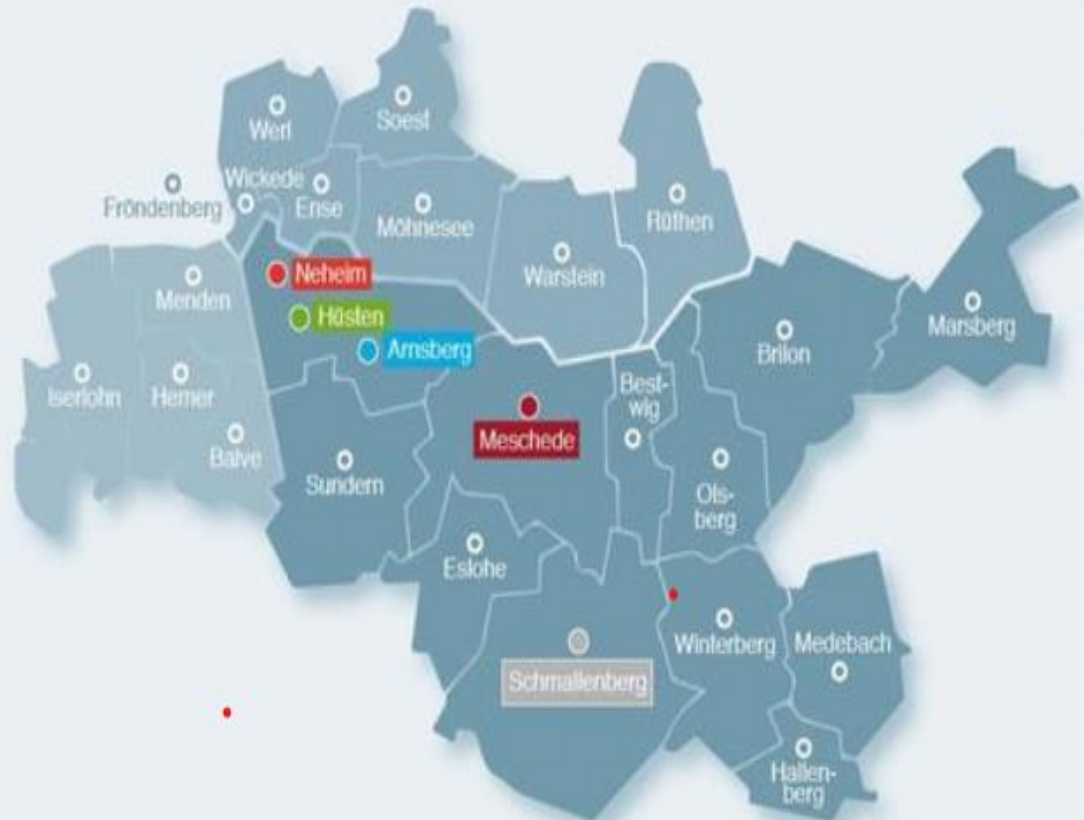 Werl
Soest
Wickede
Ense
Fröndenberg
Möhnesee
Rüthen
Warstein
Menden
Neheim
Hüsten
Arnsberg
Marsberg
Brilon
Iserlohn
Hemer
Balve
Best-
wig
Meschede
Sundern
Ols-
berg
Eslohe
Winterberg
Medebach
Schmallenberg
Hallen-
berg